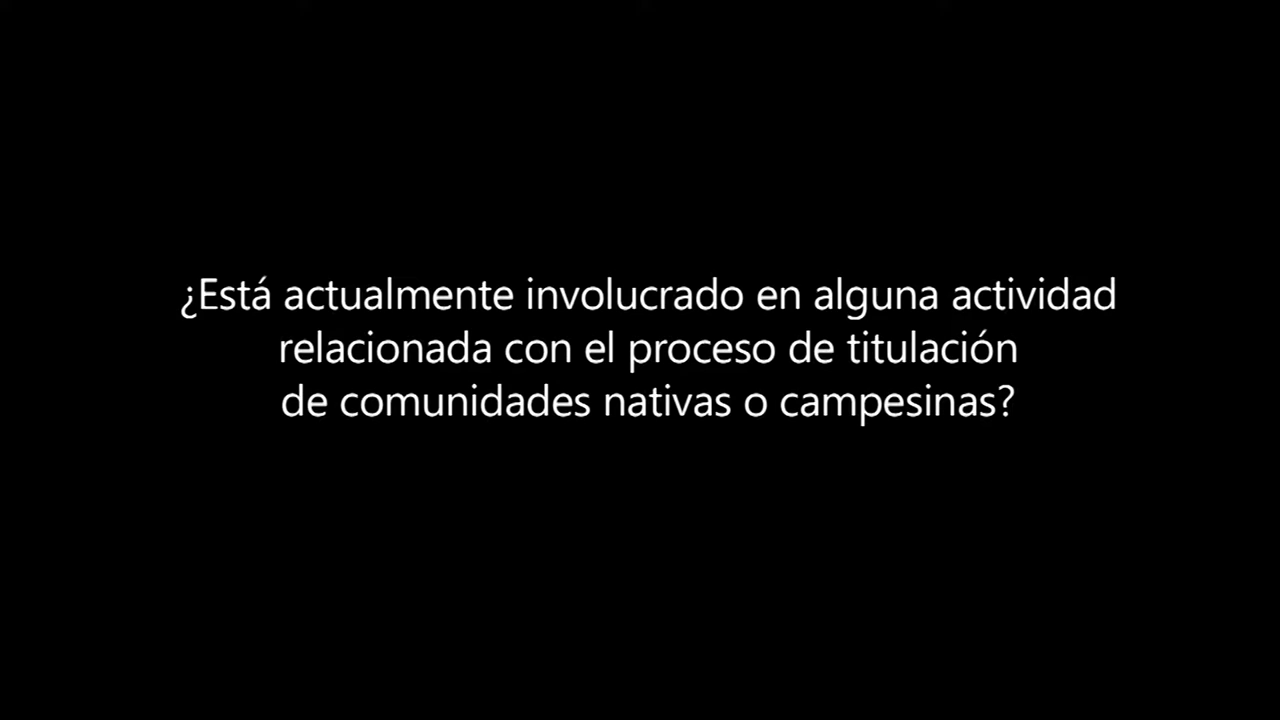 ¿Está actualmente involucrado en alguna actividad
relacionada con el proceso de titulación
de comunidades nativas o campesinas?